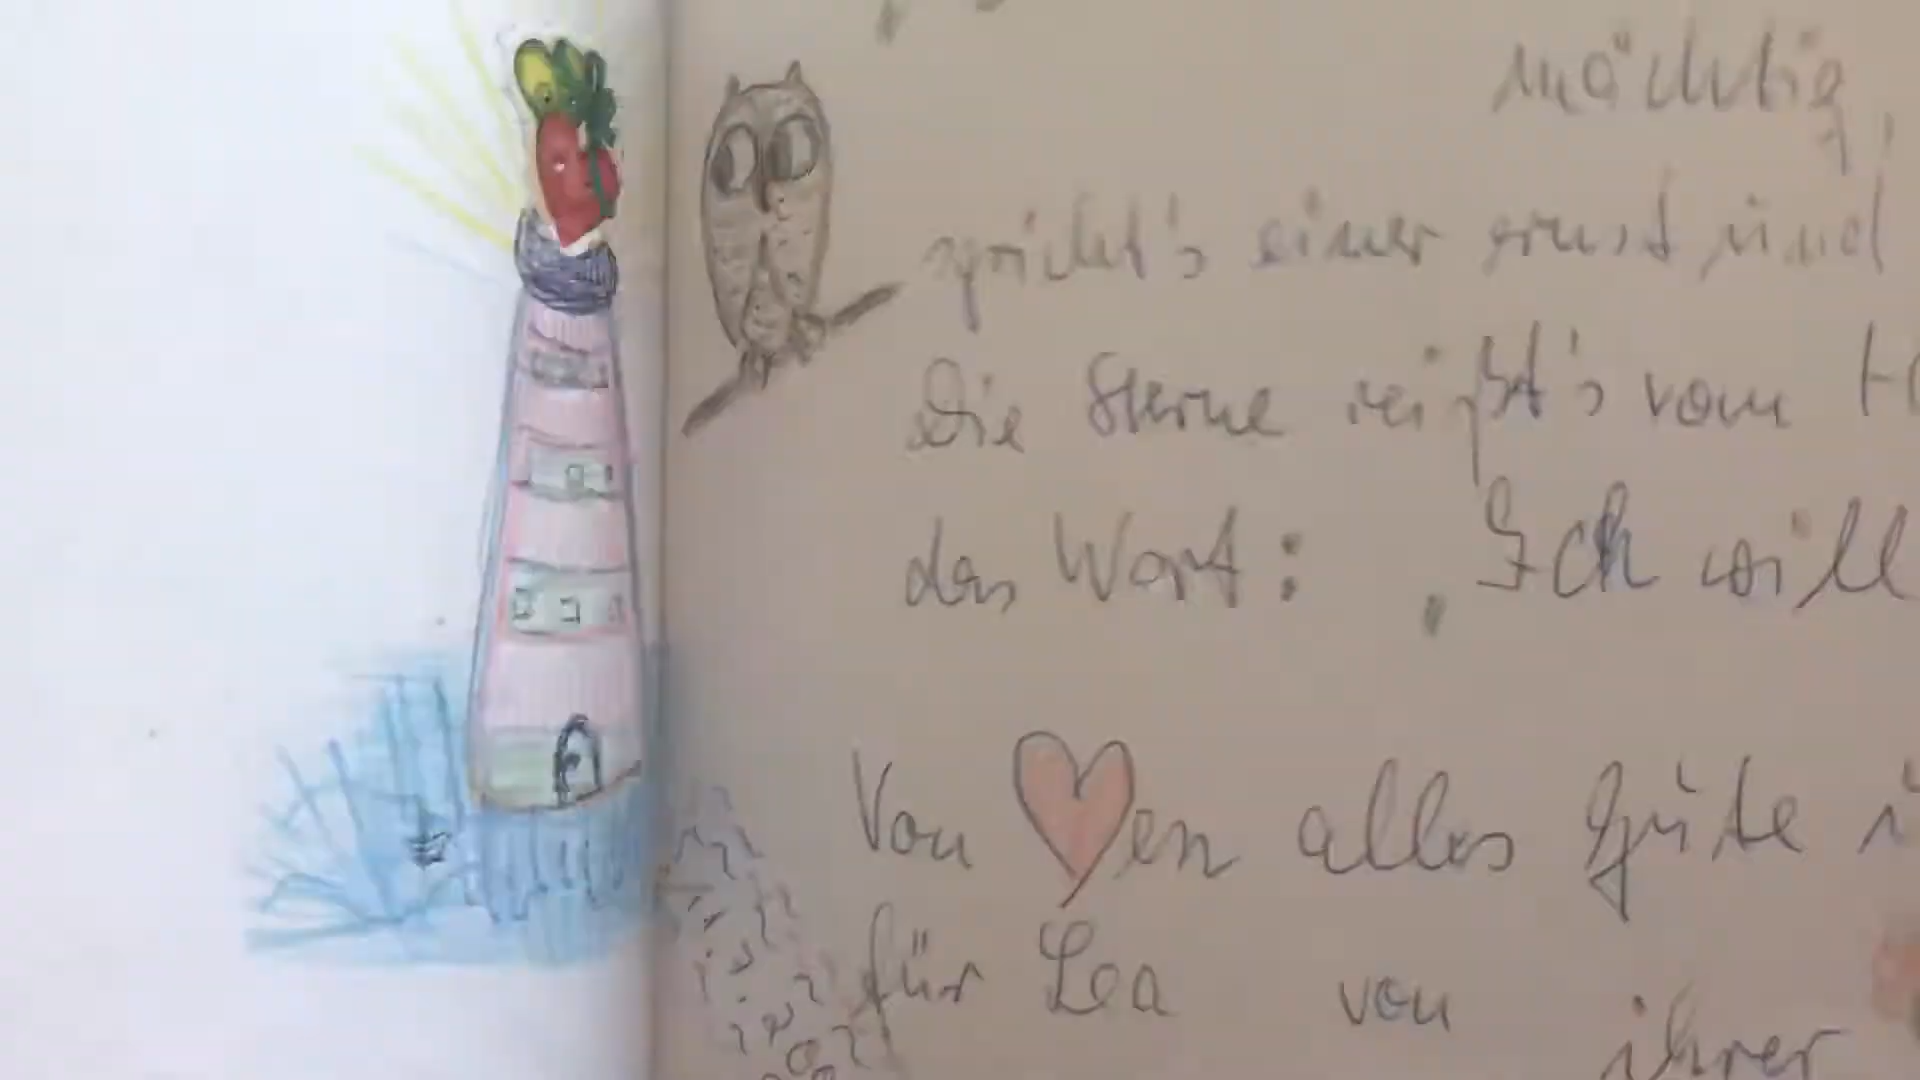 mächtig
spricht's einer ernst und
Die Sterne reißt's vom
das Wort: „Ich will
Von en alles Gute
für Lea von
ihrer